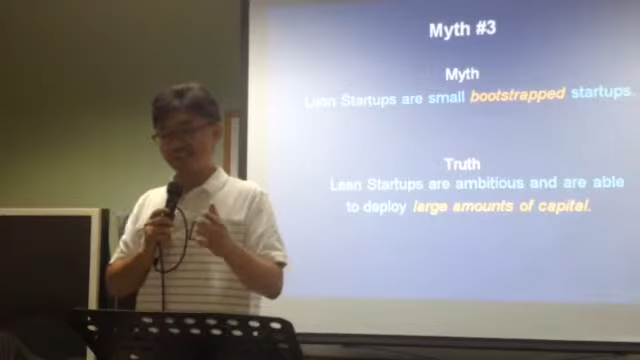 Myth #3
Myth
Lean Startups are small bootstrapped startups.
Truth
Lean Startups are ambitious and are able
to deploy large amounts of capital.